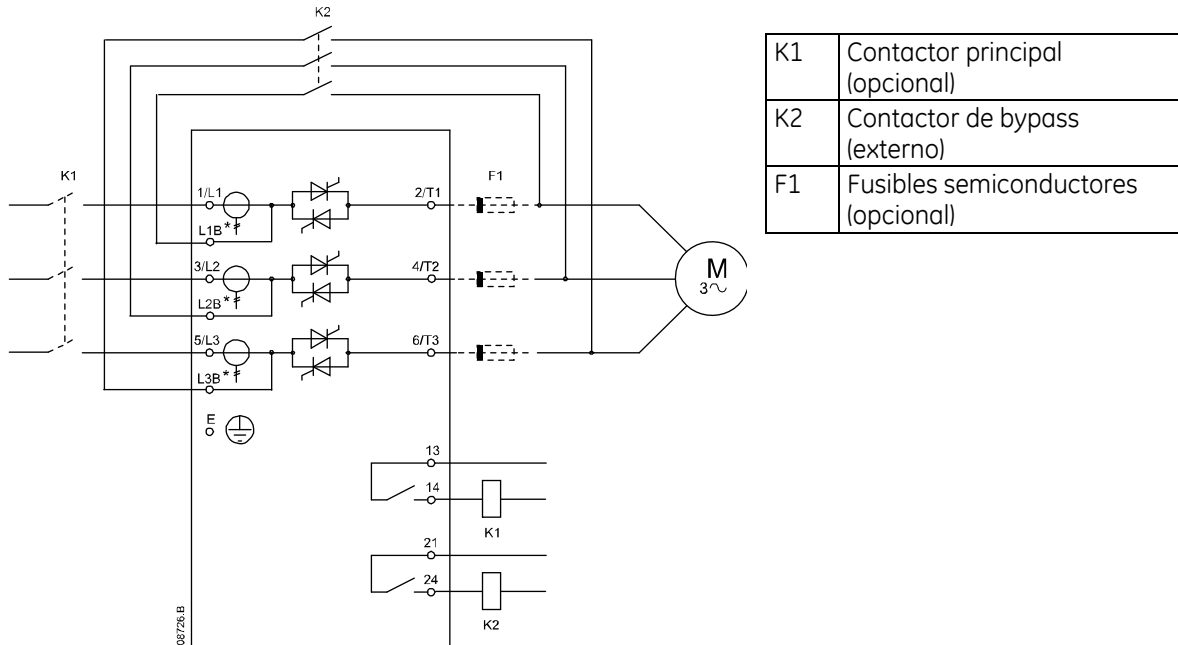 K2
K1
1/L1
2/T1
F1
L1B
*
3/L2
4/T2
L2B
*
5/L3
6/T3
L3B
*
M
3∿
E
13
14
K1
21
24
K2
08726.B
K1 Contactor principal
(opcional)
K2 Contactor de bypass
(externo)
F1 Fusibles semiconductores
(opcional)